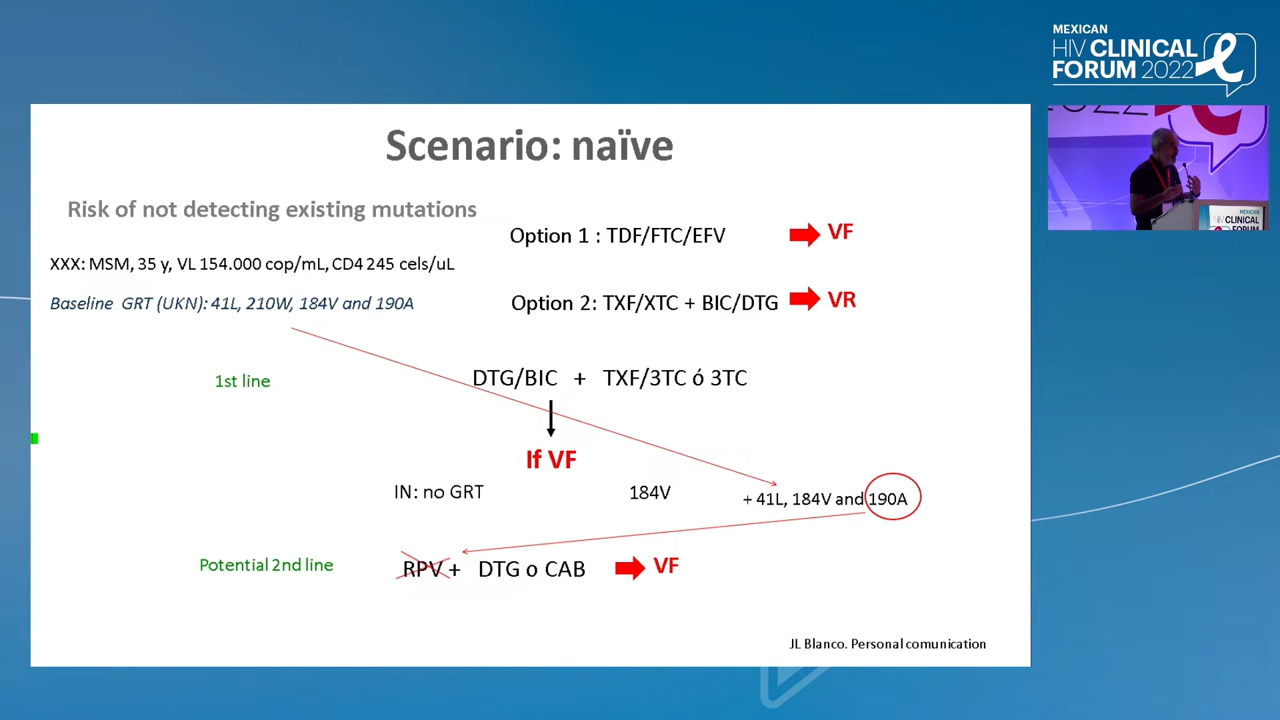 MEXICAN
HIV CLINICAL
FORUM 2022
Scenario: naïve
Risk of not detecting existing mutations
XXX: MSM, 35 y, VL 154.000 cop/mL, CD4 245 cels/uL
Baseline GRT (UKN): 41L, 210W, 184V and 190A
Option 1 : TDF/FTC/EFV VF
Option 2: TXF/XTC + BIC/DTG VR
1st line
DTG/BIC + TXF/3TC ó 3TC
If VF
IN: no GRT 184V + 41L, 184V and 190A
Potential 2nd line
RPV + DTG o CAB VF
JL Blanco. Personal comunication